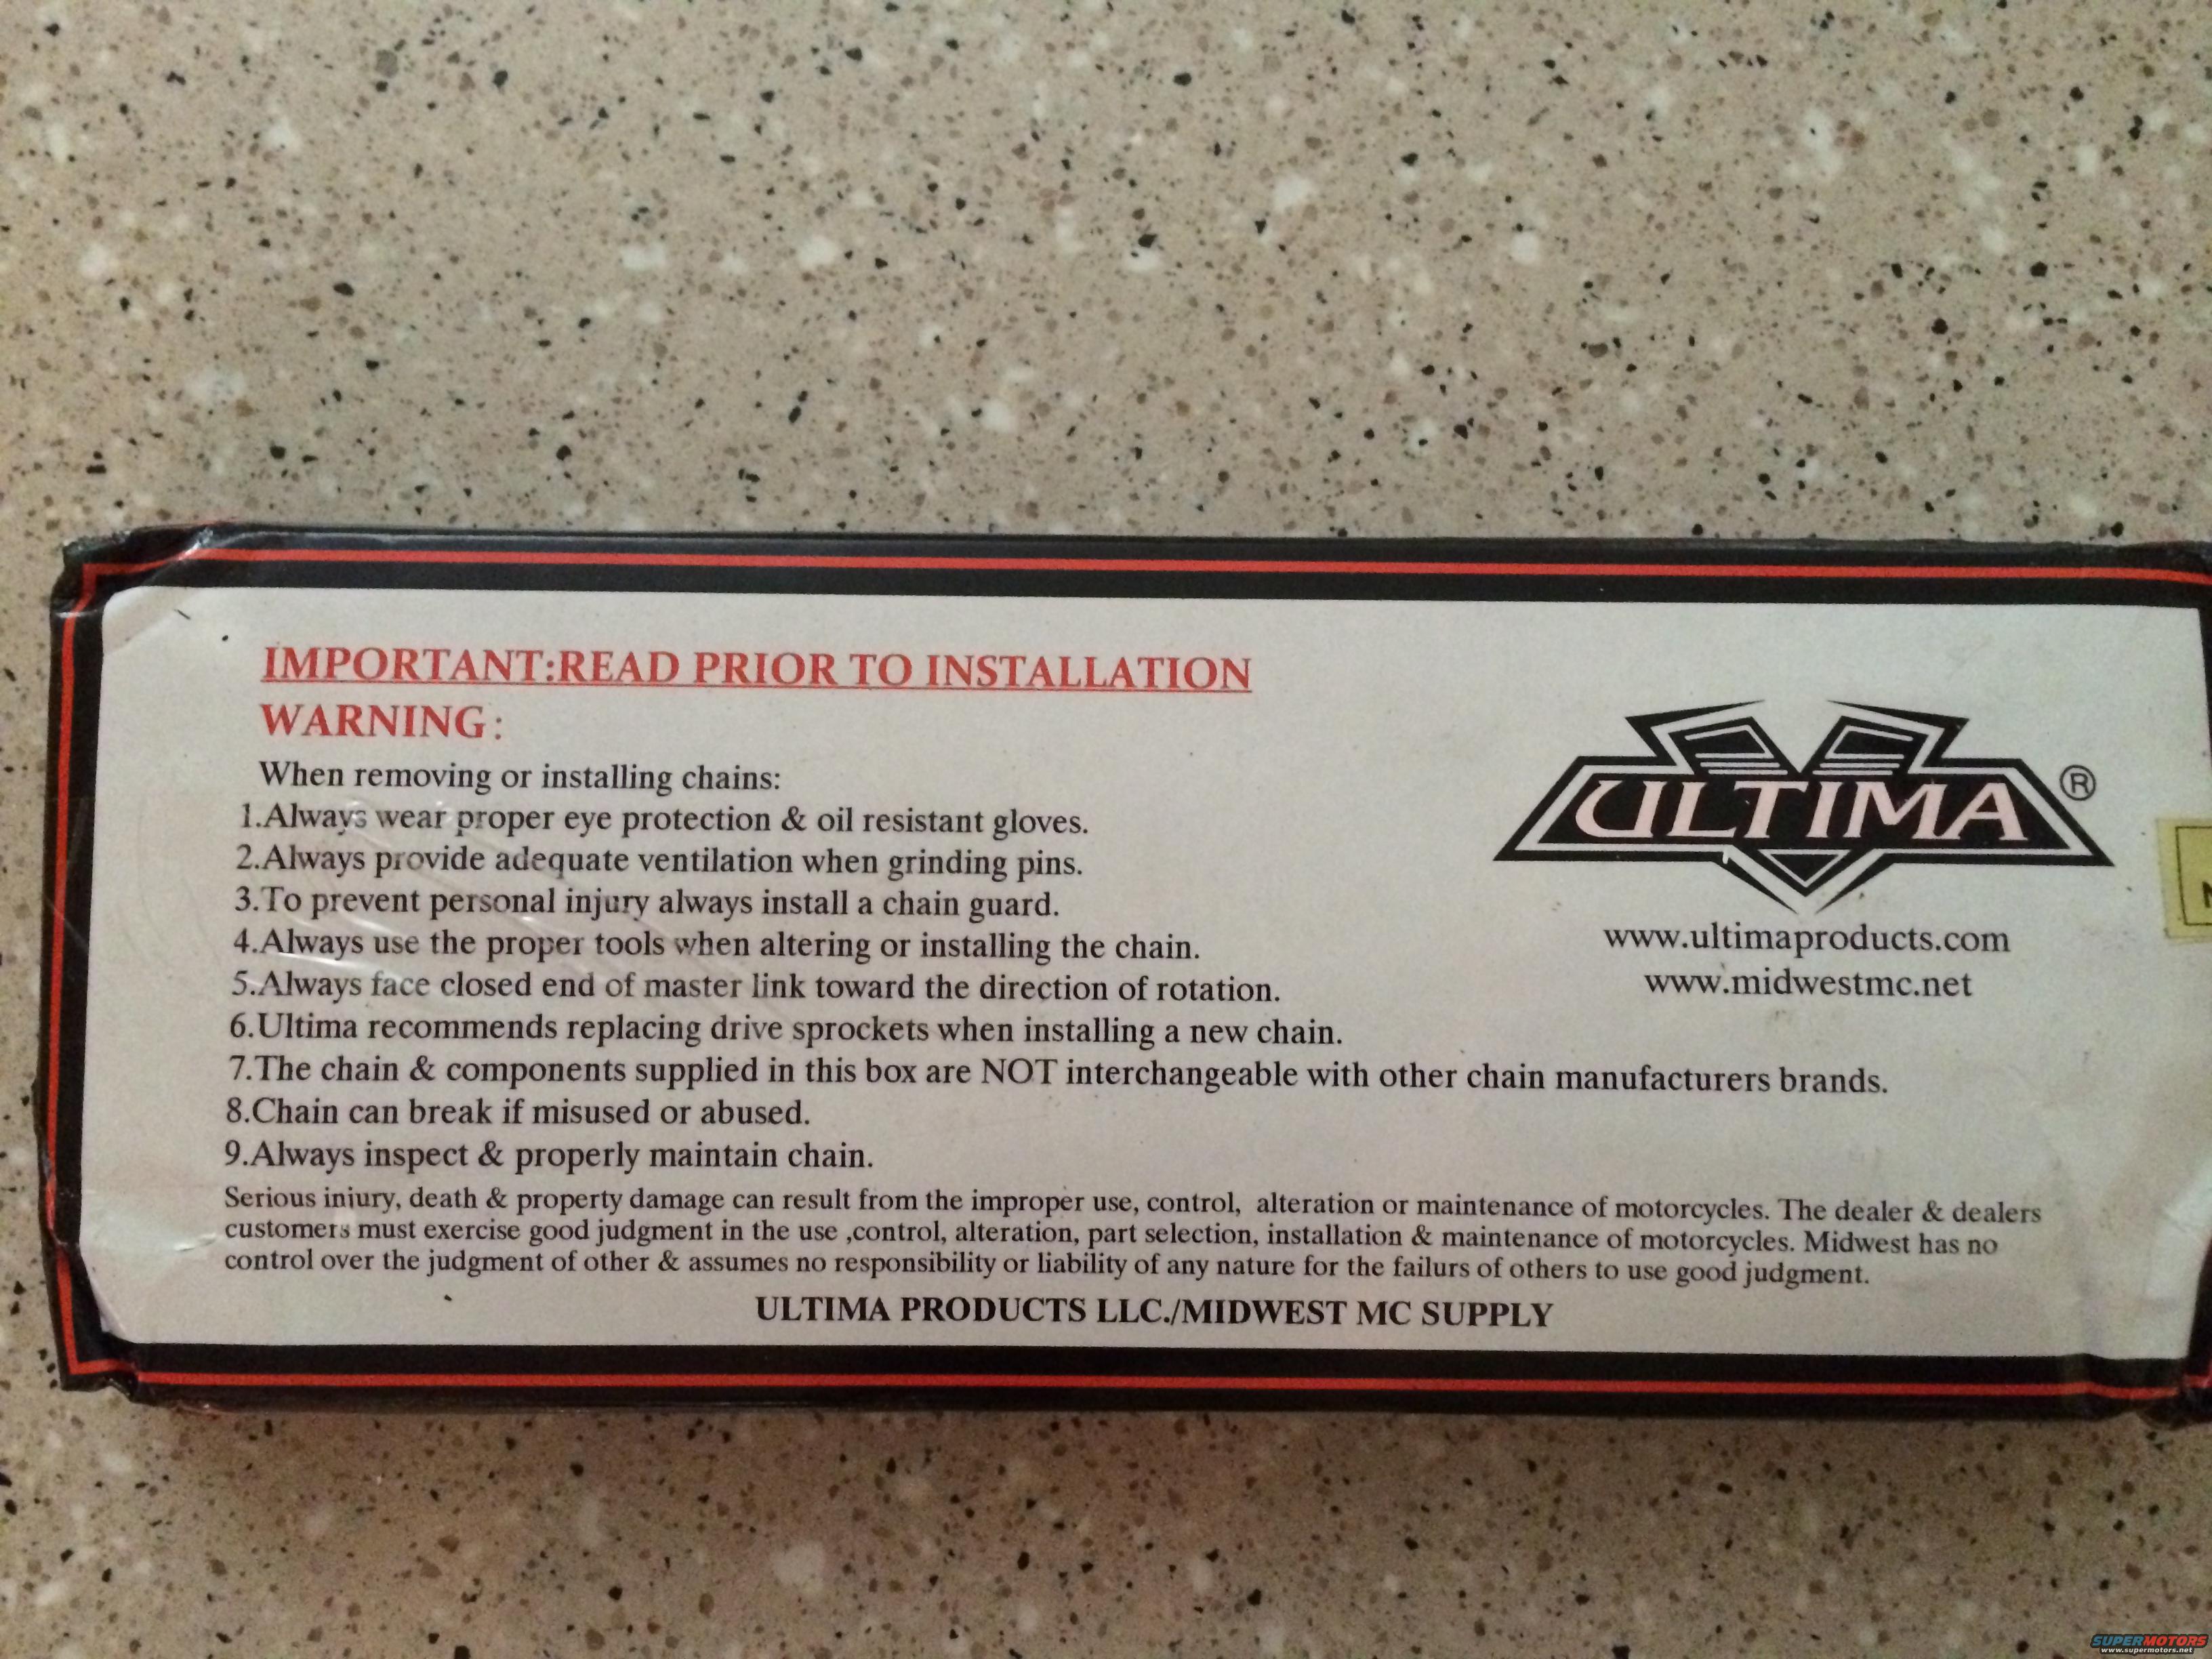 IMPORTANT:READ PRIOR TO INSTALLATION
WARNING:
When removing or installing chains:
1.Always wear proper eye protection & oil resistant gloves.
2.Always provide adequate ventilation when grinding pins.
3.To prevent personal injury always install a chain guard.
4.Always use the proper tools when altering or installing the chain.
5.Always face closed end of master link toward the direction of rotation.
6.Ultima recommends replacing drive sprockets when installing a new chain.
7.The chain & components supplied in this box are NOT interchangeable with other chain manufacturers brands.
8.Chain can break if misused or abused.
9.Always inspect & properly maintain chain.
Serious iniury, death & property damage can result from the improper use, control, alteration or maintenance of motorcycles. The dealer & dealers
customers must exercise good judgment in the use ,control, alteration, part selection, installation & maintenance of motorcycles. Midwest has no
control over the judgment of other & assumes no responsibility or liability of any nature for the failurs of others to use good judgment.
ULTIMA PRODUCTS LLC./MIDWEST MC SUPPLY
ULTIMA ®
www.ultimaproducts.com
www.midwestmc.net
SUPERMOTORS
www.supermotors.net